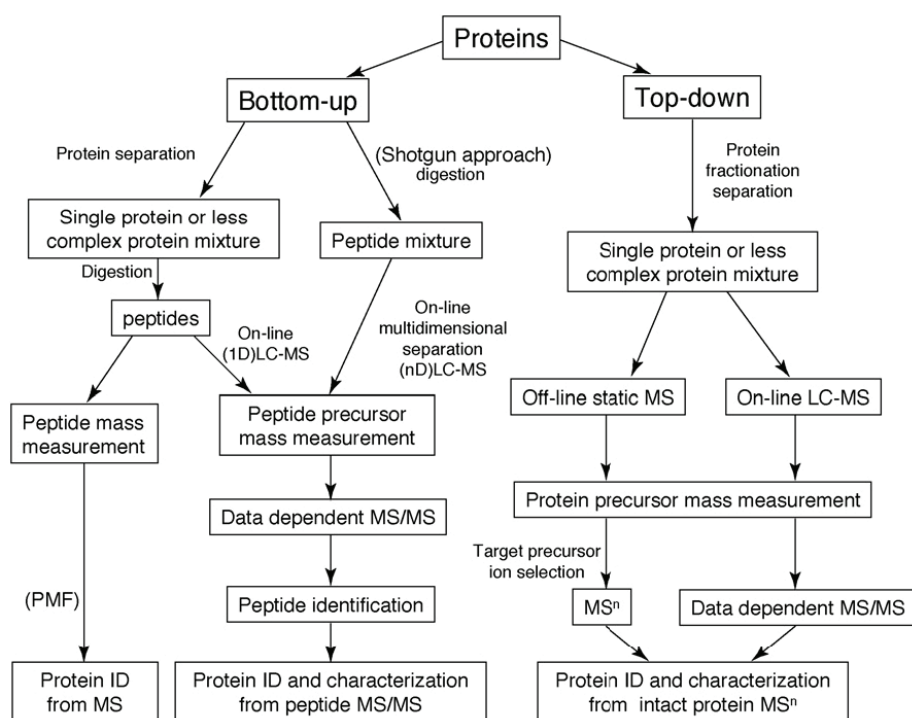 Proteins
Bottom-up
Top-down
Protein separation
(Shotgun approach)
digestion
Protein
fractionation
separation
Single protein or less
complex protein mixture
Peptide mixture
Single protein or less
complex protein mixture
Digestion
peptides
On-line
(1D)LC-MS
On-line
multidimensional
separation
(nD)LC-MS
Off-line static MS
On-line LC-MS
Peptide mass
measurement
Peptide precursor
mass measurement
Protein precursor mass measurement
Data dependent MS/MS
Target precursor
ion selection
(PMF)
Peptide identification
MSⁿ
Data dependent MS/MS
Protein ID
from MS
Protein ID and characterization
from peptide MS/MS
Protein ID and characterization
from intact protein MSⁿ